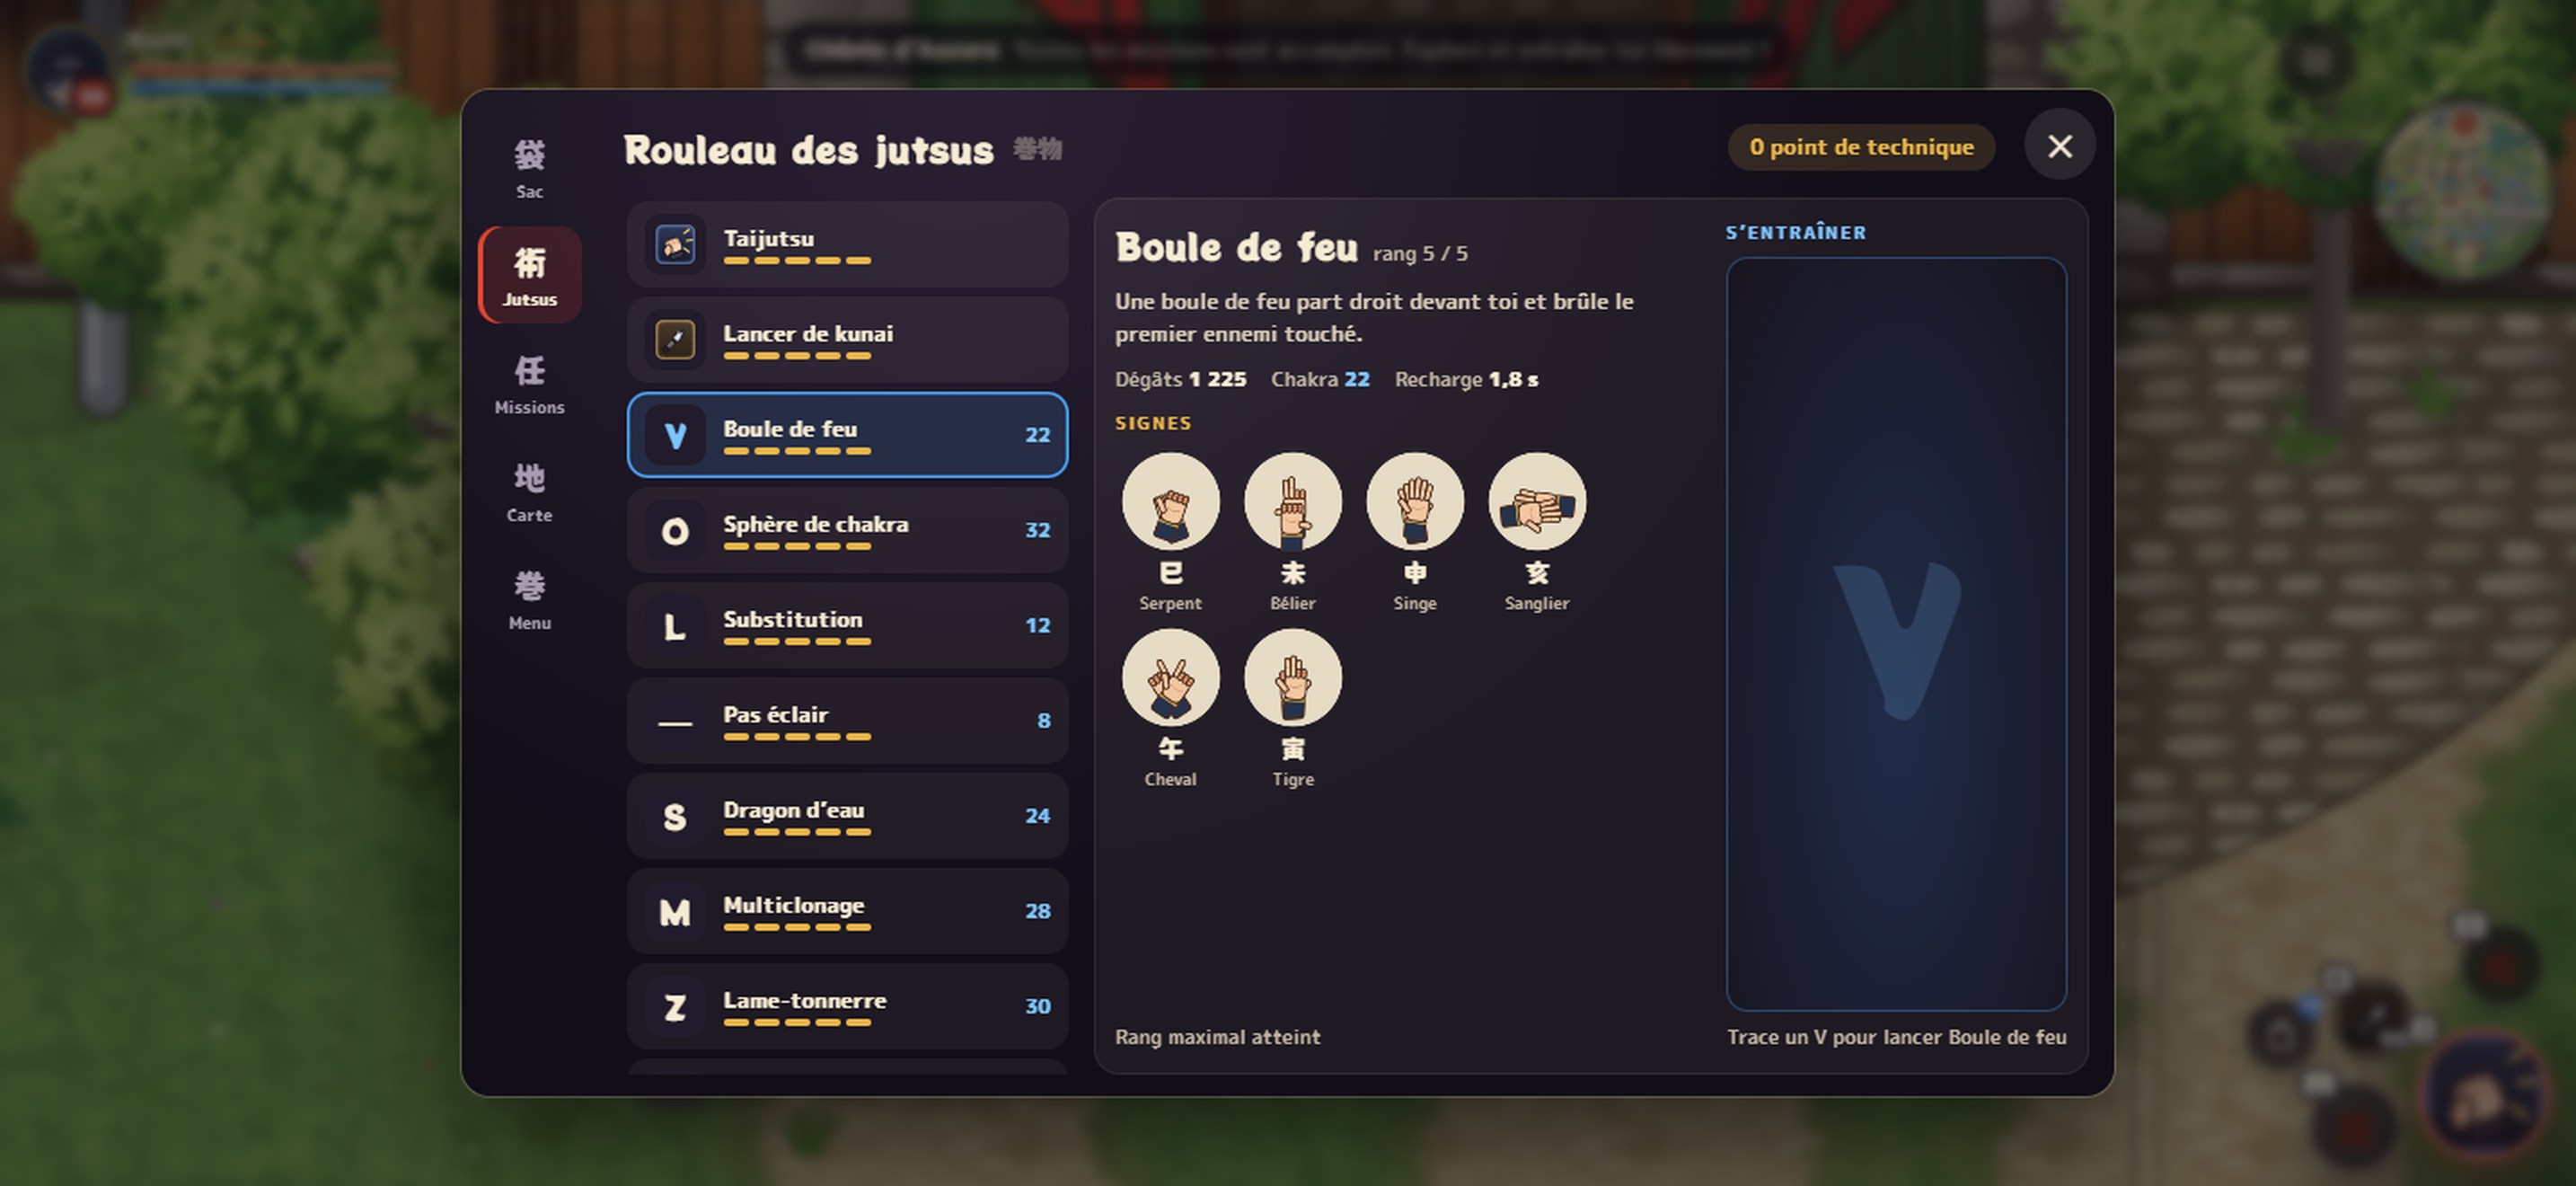 袋
Sac
術
Jutsus
任
Missions
地
Carte
巻
Menu
Rouleau des jutsus 巻物
0 point de technique
Taijutsu
Lancer de kunai
V Boule de feu 22
O Sphère de chakra 32
L Substitution 12
— Pas éclair 8
S Dragon d’eau 24
M Multiclonage 28
Z Lame-tonnerre 30
Boule de feu rang 5 / 5
Une boule de feu part droit devant toi et brûle le
premier ennemi touché.
Dégâts 1 225 Chakra 22 Recharge 1,8 s
SIGNES
巳 未 申 亥
Serpent Bélier Singe Sanglier
午 寅
Cheval Tigre
Rang maximal atteint
S’ENTRAÎNER
V
Trace un V pour lancer Boule de feu